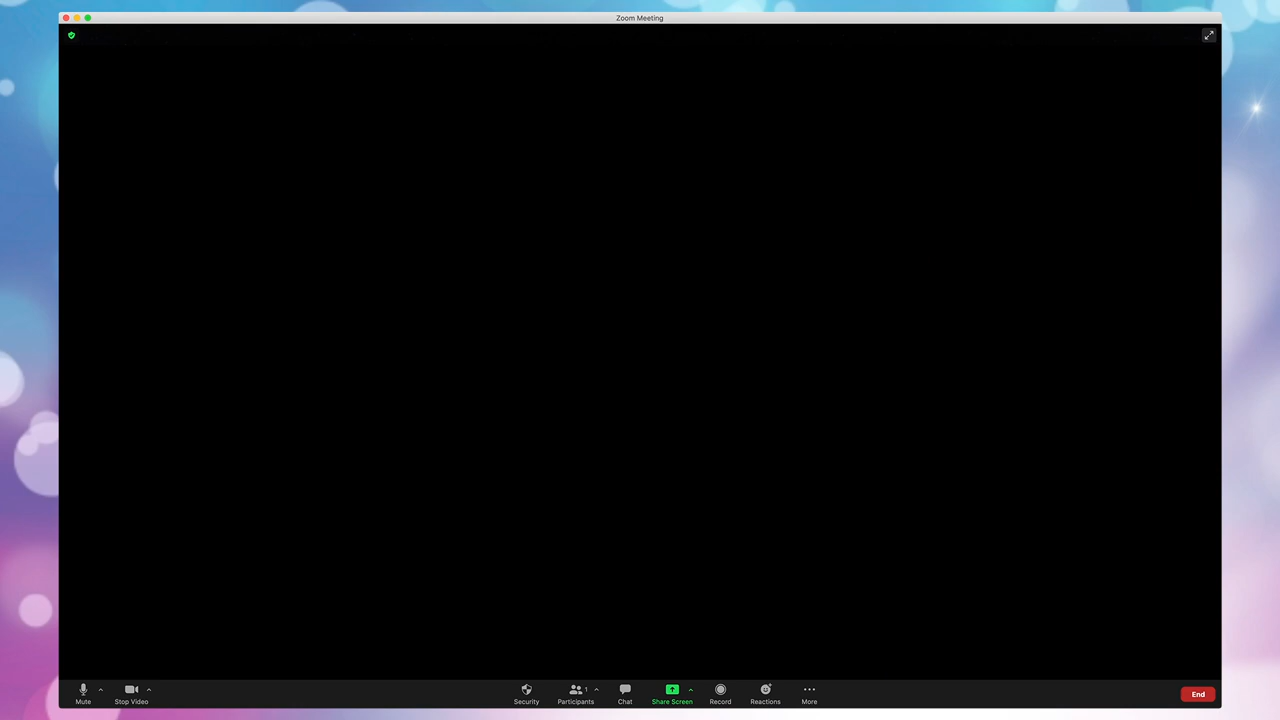 Zoom Meeting
Mute
Stop Video
Security
Participants 1
Chat
Share Screen
Record
Reactions
More
End